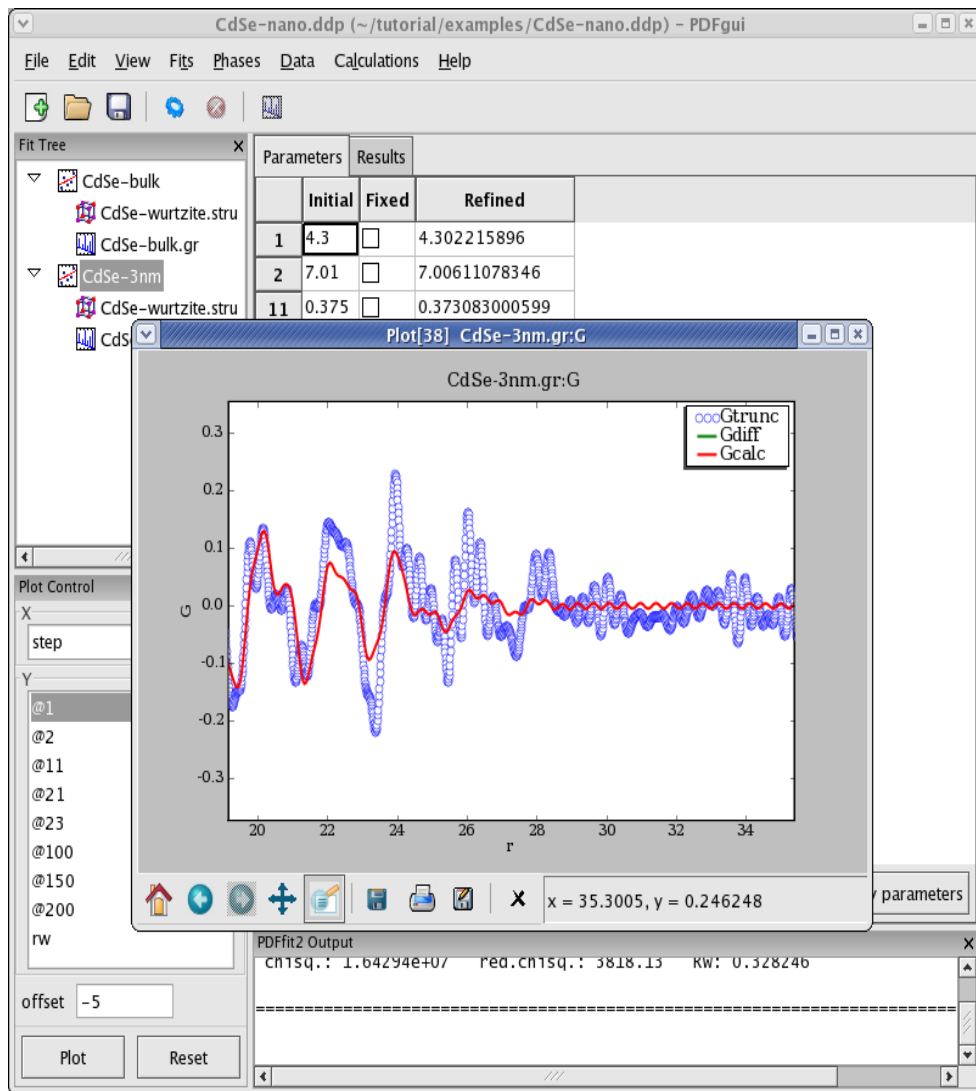 CdSe-nano.ddp (~/tutorial/examples/CdSe-nano.ddp) - PDFgui
File Edit View Fits Phases Data Calculations Help
Fit Tree x
CdSe-bulk
CdSe-wurtzite.stru
CdSe-bulk.gr
CdSe-3nm
CdSe-wurtzite.stru
CdS
Parameters Results
Initial Fixed Refined
1 4.3 4.302215896
2 7.01 7.00611078346
11 0.375 0.373083000599
Plot[38] CdSe-3nm.gr:G
CdSe-3nm.gr:G
Gtrunc
Gdiff
Gcalc
0.3
0.2
0.1
0.0
-0.1
-0.2
-0.3
G
20 22 24 26 28 30 32 34
r
x = 35.3005, y = 0.246248
Plot Control
X
step
Y
@1
@2
@11
@21
@23
@100
@150
@200
rw
offset -5
Plot Reset
y parameters
PDFfit2 Output x
chisq.: 1.64294e+07 red.chisq.: 3818.13 RW: 0.328246